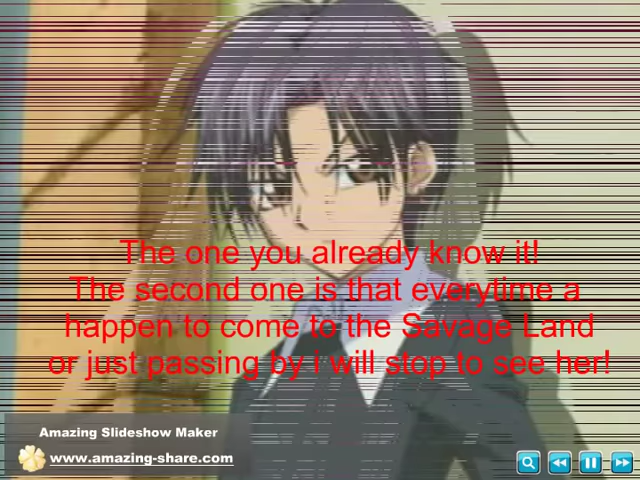 The one you already know it!
The second one is that everytime a
happen to come to the Savage Land
or just passing by i will stop to see her!
Amazing Slideshow Maker
www.amazing-share.com